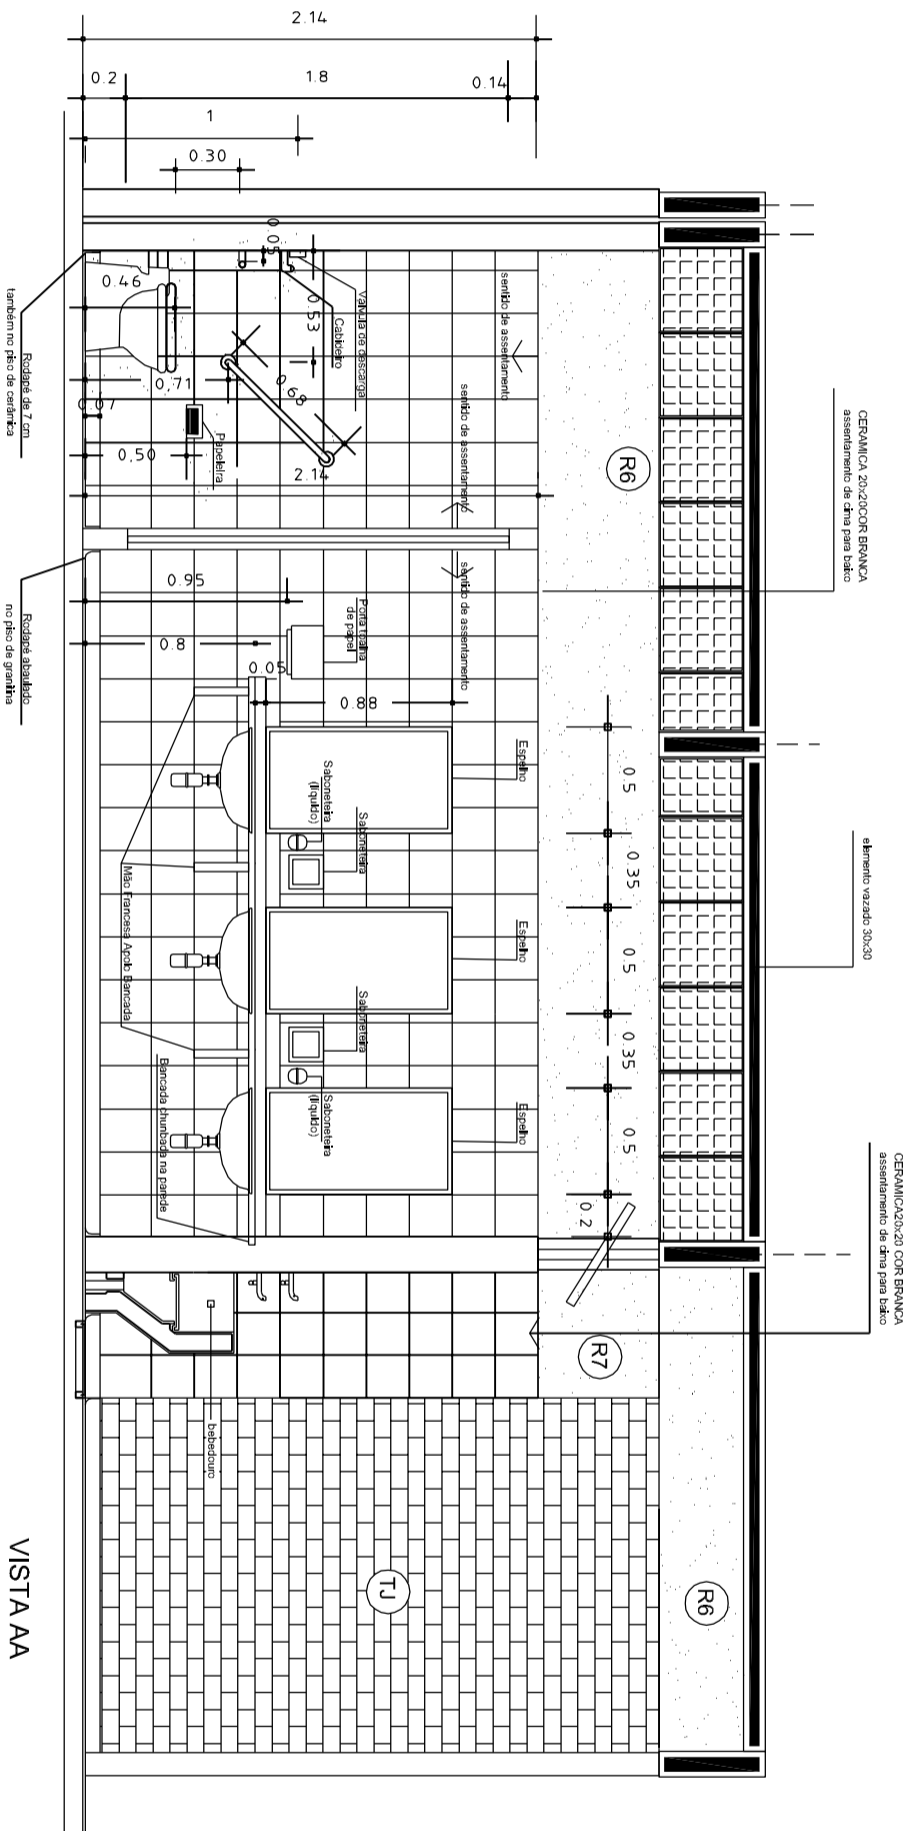 CERAMICA 20x20COR BRANCA
assentamento de cima para baixo
elemento vazado 30x30
CERAMICA20x20 COR BRANCA
assentamento de cima para baixo
2.14
0.2
1.8
0.14
1
0.30
0.05
0.46
0.53
0,71
0.68
0.07
0,50
2.14
Valvula de descarga
Cabideiro
Papeleira
sentido de assentamento
sentido de assentamento
sentido de assentamento
R6
0.95
0.8
0.05
0.88
Porta toalha
de papel
Espelho
Saboneteira
(líquido)
Saboneteira
Espelho
Saboneteira
Saboneteira
(líquido)
Espelho
0.5
0.35
0.5
0.35
0.5
0.2
Mão Francesa Apoio Bancada
Bancada chunbada na parede
R7
bebedouro
TJ
R6
Rodapé de 7 cm
também no piso de cerâmica
Rodapé abaulado
no piso de granitina
VISTA AA